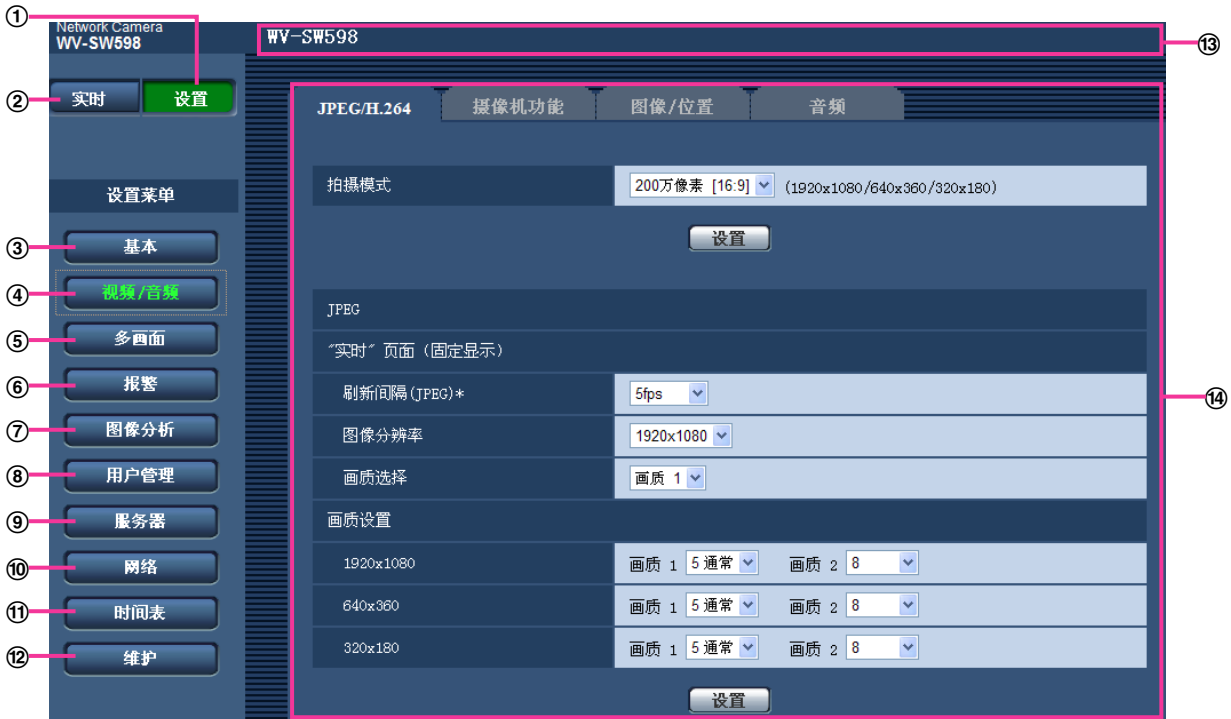 ①
Network Camera
WV-SW598
WV-SW598
⑬
② 实时 设置
JPEG/H.264 摄像机功能 图像/位置 音频
设置菜单
拍摄模式 200万像素 [16:9] (1920x1080/640x360/320x180)
设置
③ 基本
④ 视频/音频
⑤ 多画面
⑥ 报警
⑦ 图像分析
⑧ 用户管理
⑨ 服务器
⑩ 网络
⑪ 时间表
⑫ 维护
JPEG
"实时" 页面（固定显示）
刷新间隔(JPEG)* 5fps
⑭
图像分辨率 1920x1080
画质选择 画质 1
画质设置
1920x1080 画质 1 5 通常 画质 2 8
640x360 画质 1 5 通常 画质 2 8
320x180 画质 1 5 通常 画质 2 8
设置